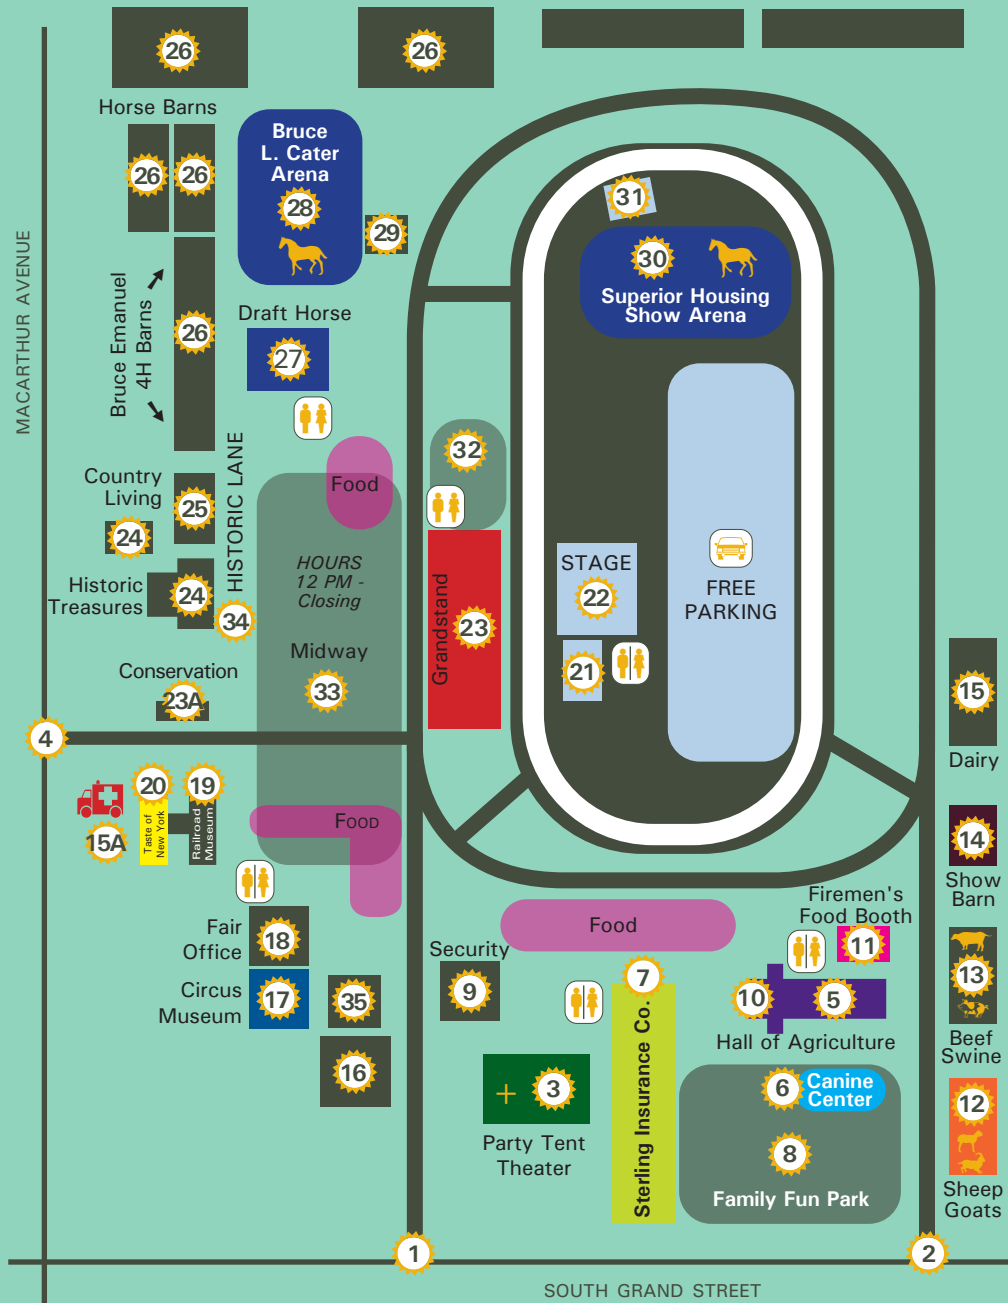 26
26
Horse Barns
26
26
Bruce
L. Cater
Arena
28
29
31
30
Superior Housing
Show Arena
MACARTHUR AVENUE
Bruce Emanuel
4H Barns
26
Draft Horse
27
HISTORIC LANE
Country
Living
25
24
Historic
Treasures
24
34
Food
HOURS
12 PM -
Closing
Midway
33
32
Grandstand
23
STAGE
22
21
FREE
PARKING
Conservation
23A
4
15
Dairy
15A
20
Taste of
New York
19
Railroad
Museum
FOOD
14
Show
Barn
Fair
Office
18
Circus
Museum
17
35
16
Security
9
Food
7
Sterling Insurance Co.
Firemen's
Food Booth
11
10
5
Hall of Agriculture
13
Beef
Swine
+
3
Party Tent
Theater
6
Canine
Center
8
Family Fun Park
12
Sheep
Goats
1
2
SOUTH GRAND STREET